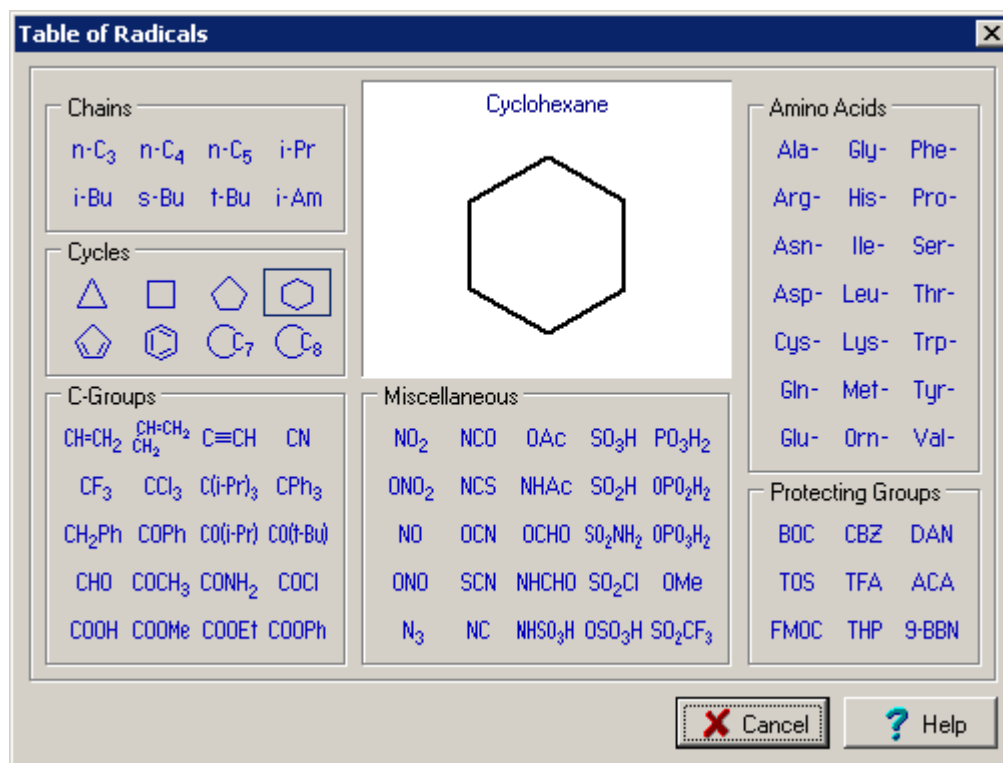 Table of Radicals
Chains
n-C₃ n-C₄ n-C₅ i-Pr
i-Bu s-Bu t-Bu i-Am
Cycles
C₇ C₈
Cyclohexane
C-Groups
CH=CH₂ CH=CH₂ CH₂ C≡CH CN
CF₃ CCl₃ C(i-Pr)₃ CPh₃
CH₂Ph COPh CO(i-Pr) CO(t-Bu)
CHO COCH₃ CONH₂ COCl
COOH COOMe COOEt COOPh
Miscellaneous
NO₂ NCO OAc SO₃H PO₃H₂
ONO₂ NCS NHAc SO₂H OPO₂H₂
NO OCN OCHO SO₂NH₂ OPO₃H₂
ONO SCN NHCHO SO₂Cl OMe
N₃ NC NHSO₃H OSO₃H SO₂CF₃
Amino Acids
Ala- Gly- Phe-
Arg- His- Pro-
Asn- Ile- Ser-
Asp- Leu- Thr-
Cys- Lys- Trp-
Gln- Met- Tyr-
Glu- Orn- Val-
Protecting Groups
BOC CBZ DAN
TOS TFA ACA
FMOC THP 9-BBN
Cancel
? Help